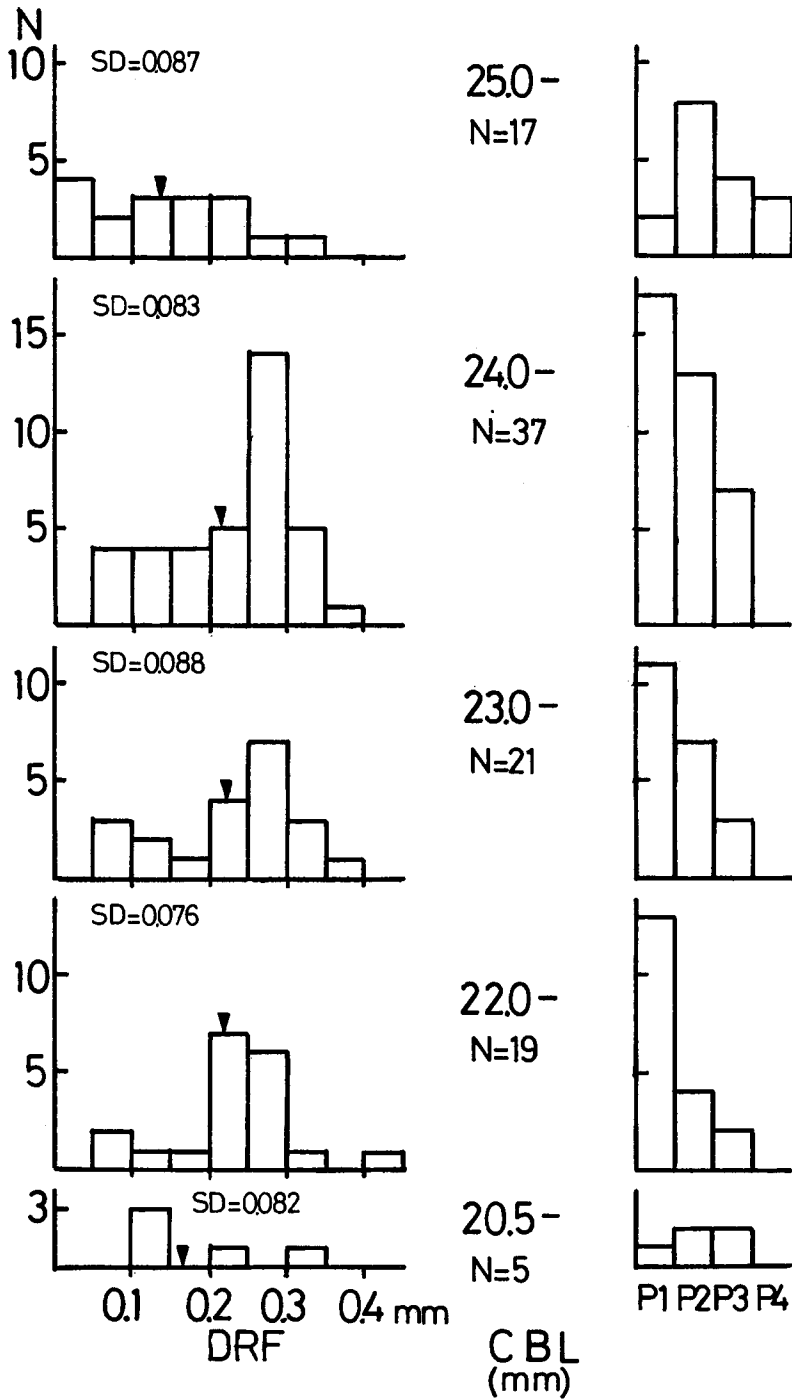 N
10
5
SD=0.087
25.0-
N=17
15
10
5
SD=0.083
24.0-
N=37
10
5
SD=0.088
23.0-
N=21
10
5
SD=0.076
22.0-
N=19
3
SD=0.082
20.5-
N=5
0.1 0.2 0.3 0.4 mm
DRF
CBL
(mm)
P1 P2 P3 P4